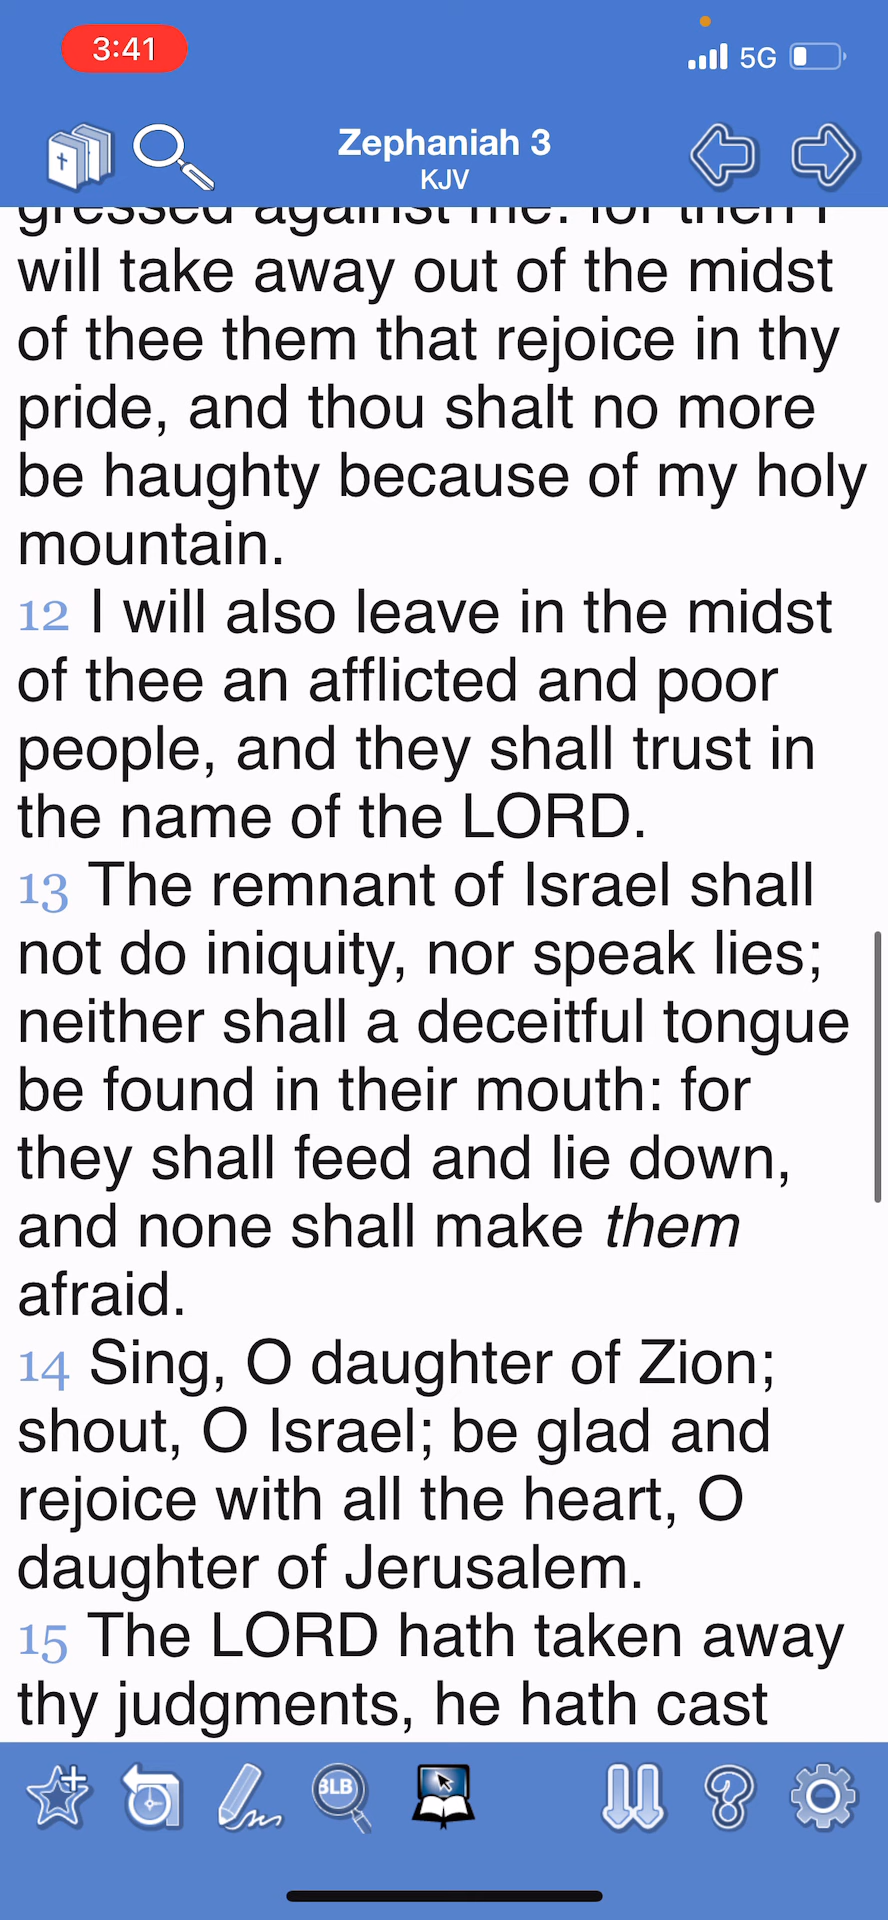 3:41
5G
Zephaniah 3
KJV
gressed against me: for then I
will take away out of the midst
of thee them that rejoice in thy
pride, and thou shalt no more
be haughty because of my holy
mountain.
12 I will also leave in the midst
of thee an afflicted and poor
people, and they shall trust in
the name of the LORD.
13 The remnant of Israel shall
not do iniquity, nor speak lies;
neither shall a deceitful tongue
be found in their mouth: for
they shall feed and lie down,
and none shall make them
afraid.
14 Sing, O daughter of Zion;
shout, O Israel; be glad and
rejoice with all the heart, O
daughter of Jerusalem.
15 The LORD hath taken away
thy judgments, he hath cast
BLB